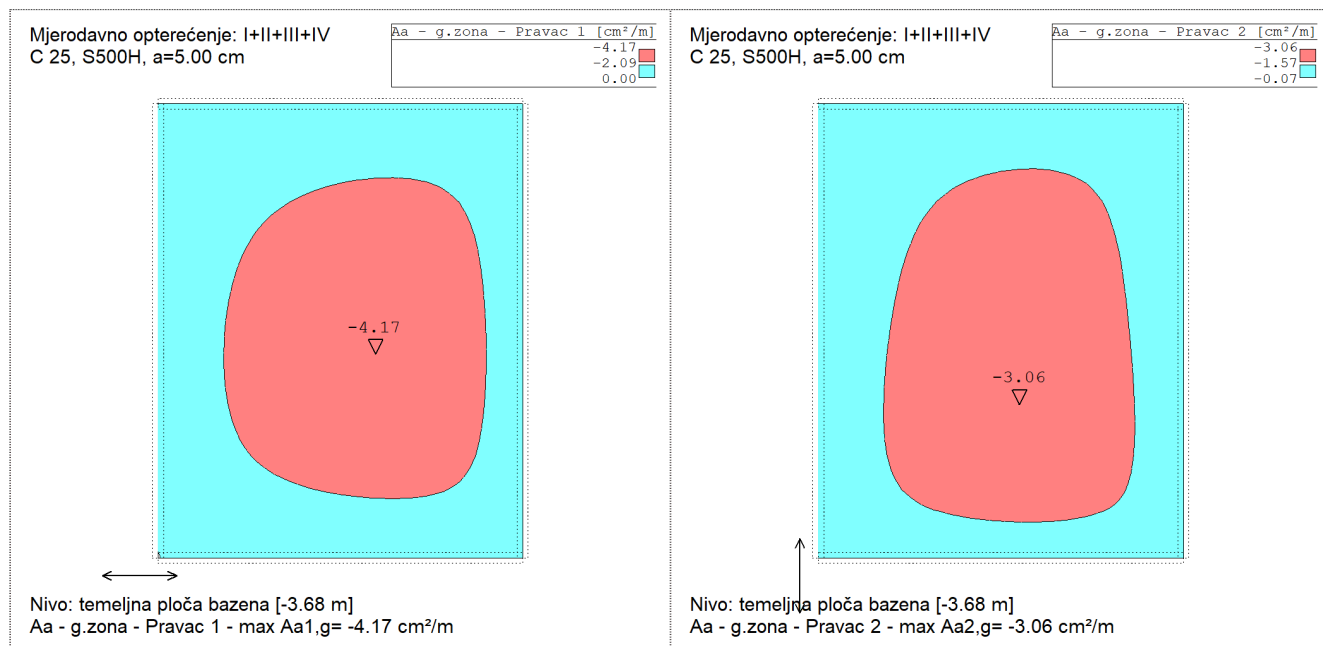 Mjerodavno opterećenje: I+II+III+IV
C 25, S500H, a=5.00 cm
Aa - g.zona - Pravac 1 [cm²/m]
-4.17
-2.09
0.00
-4.17
Nivo: temeljna ploča bazena [-3.68 m]
Aa - g.zona - Pravac 1 - max Aa1,g= -4.17 cm²/m
Mjerodavno opterećenje: I+II+III+IV
C 25, S500H, a=5.00 cm
Aa - g.zona - Pravac 2 [cm²/m]
-3.06
-1.57
-0.07
-3.06
Nivo: temeljna ploča bazena [-3.68 m]
Aa - g.zona - Pravac 2 - max Aa2,g= -3.06 cm²/m